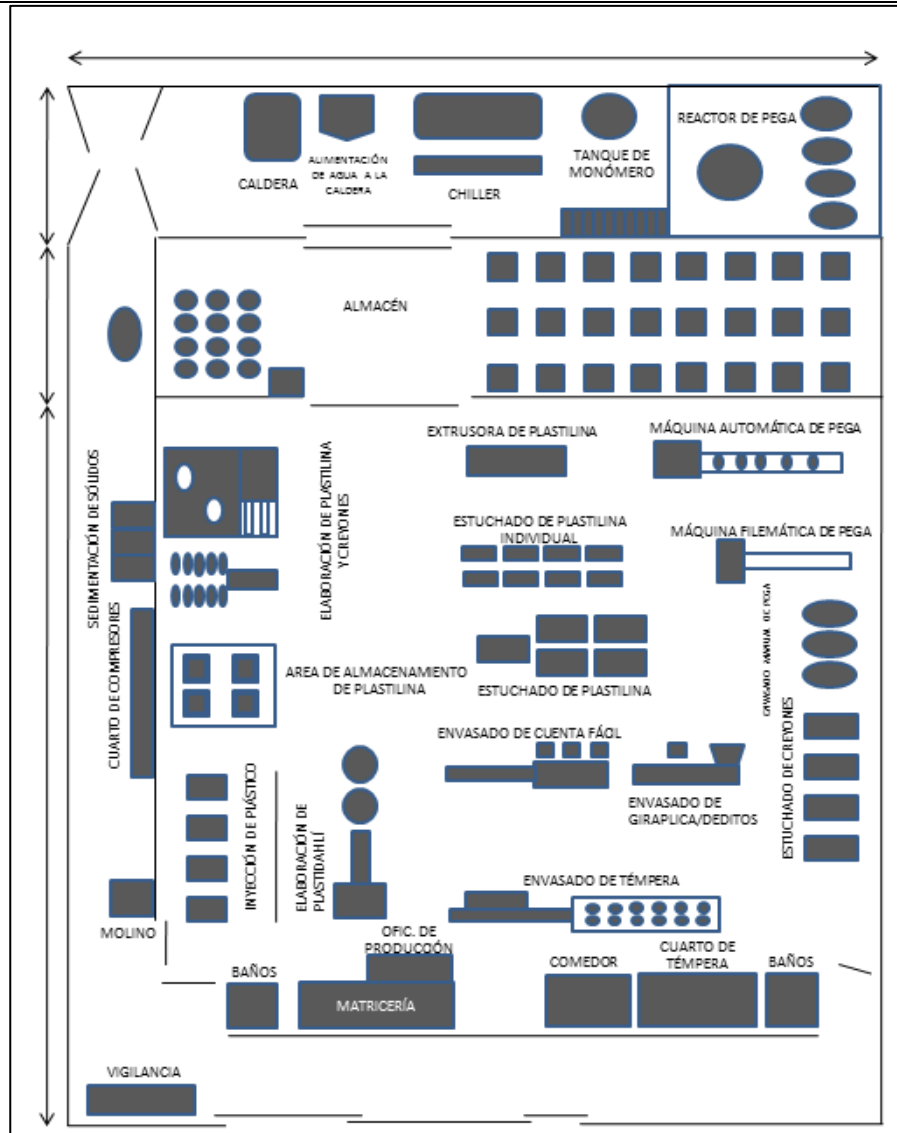 REACTOR DE PEGA
CALDERA
ALIMENTACIÓN
DE AGUA A LA
CALDERA
CHILLER
TANQUE DE
MONÓMERO
ALMACÉN
SEDIMENTACIÓN DE SÓLIDOS
ELABORACIÓN DE PLASTILINA
Y CREYONES
EXTRUSORA DE PLASTILINA
MÁQUINA AUTOMÁTICA DE PEGA
ESTUCHADO DE PLASTILINA
INDIVIDUAL
MÁQUINA FILEMÁTICA DE PEGA
CUARTO DE COMPRESORES
AREA DE ALMACENAMIENTO
DE PLASTILINA
ESTUCHADO DE PLASTILINA
ENVASADO MANUAL DE PEGA
ENVASADO DE CUENTA FÁCIL
ENVASADO DE
GIRAPLICA/DEDITOS
ESTUCHADO DE CREYONES
INYECCIÓN DE PLÁSTICO
ELABORACIÓN DE
PLASTIDAHLÍ
ENVASADO DE TÉMPERA
MOLINO
OFIC. DE
PRODUCCIÓN
BAÑOS
MATRICERÍA
COMEDOR
CUARTO DE
TÉMPERA
BAÑOS
VIGILANCIA